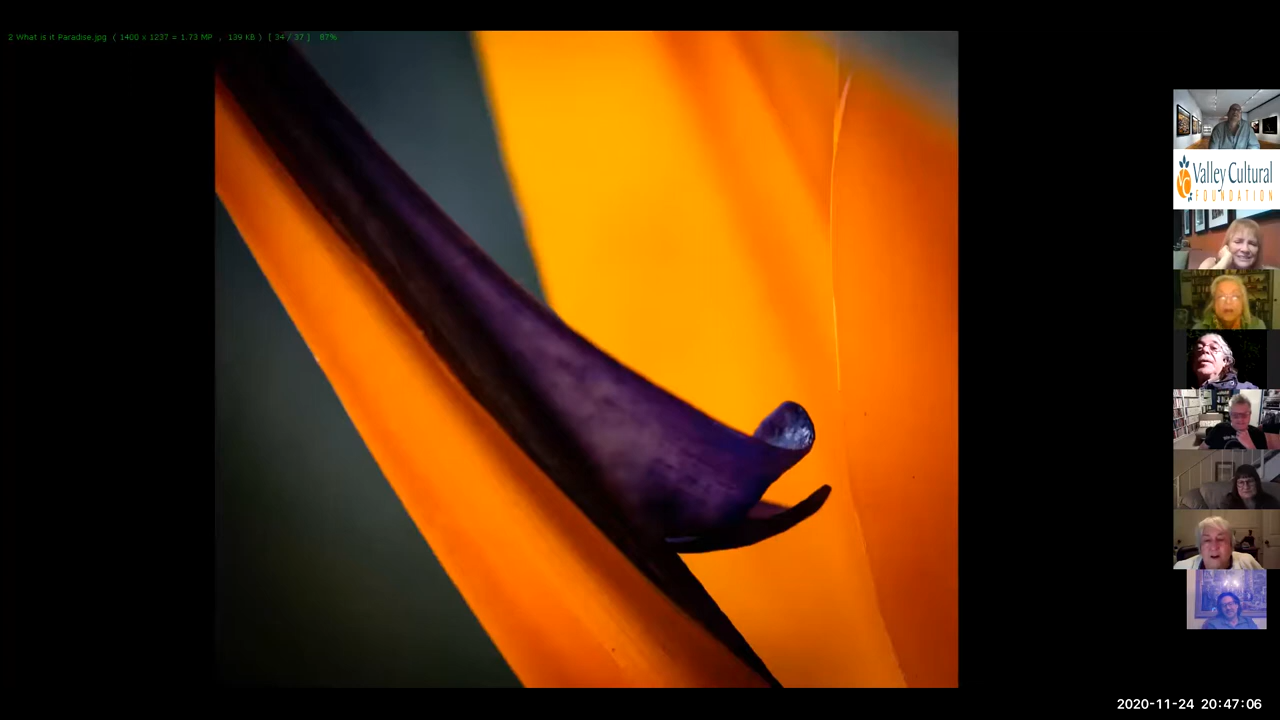 2 What is it Paradise.jpg ( 1400 x 1237 = 1.73 MP , 139 KB ) [ 34 / 37 ] 87%
Valley Cultural
FOUNDATION
2020-11-24 20:47:06